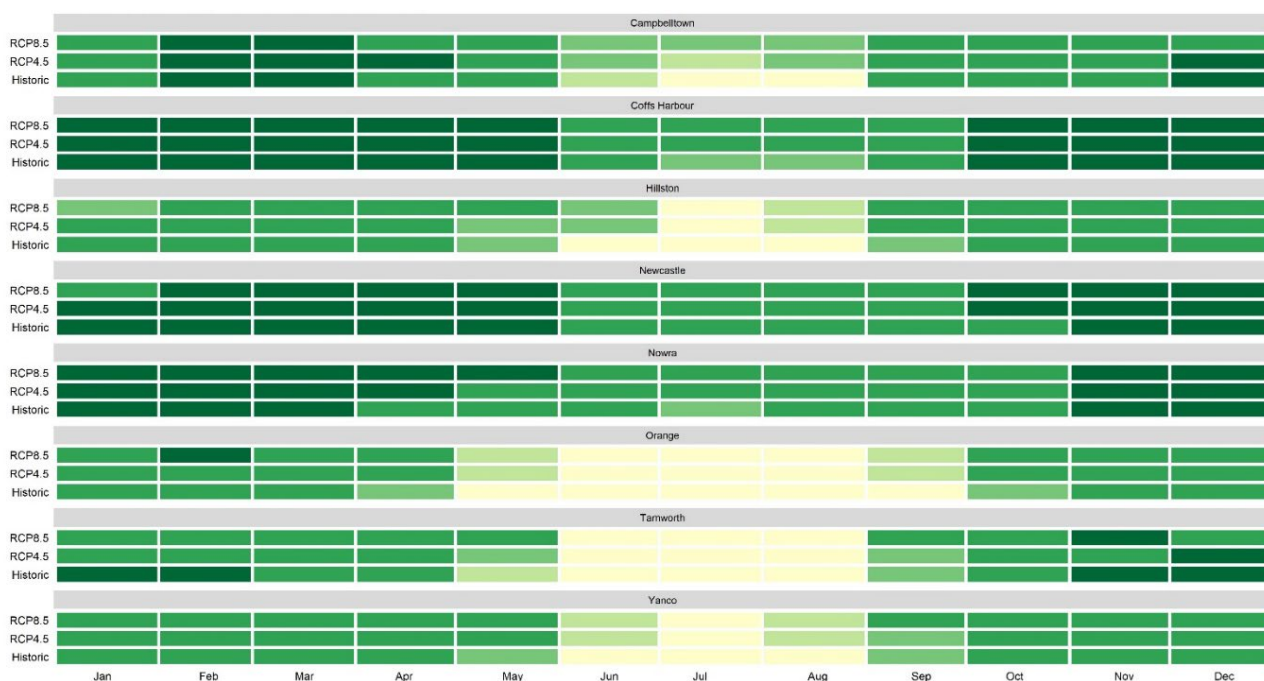 Campbelltown
RCP8.5
RCP4.5
Historic
Coffs Harbour
RCP8.5
RCP4.5
Historic
Hillston
RCP8.5
RCP4.5
Historic
Newcastle
RCP8.5
RCP4.5
Historic
Nowra
RCP8.5
RCP4.5
Historic
Orange
RCP8.5
RCP4.5
Historic
Tamworth
RCP8.5
RCP4.5
Historic
Yanco
RCP8.5
RCP4.5
Historic
Jan Feb Mar Apr May Jun Jul Aug Sep Oct Nov Dec